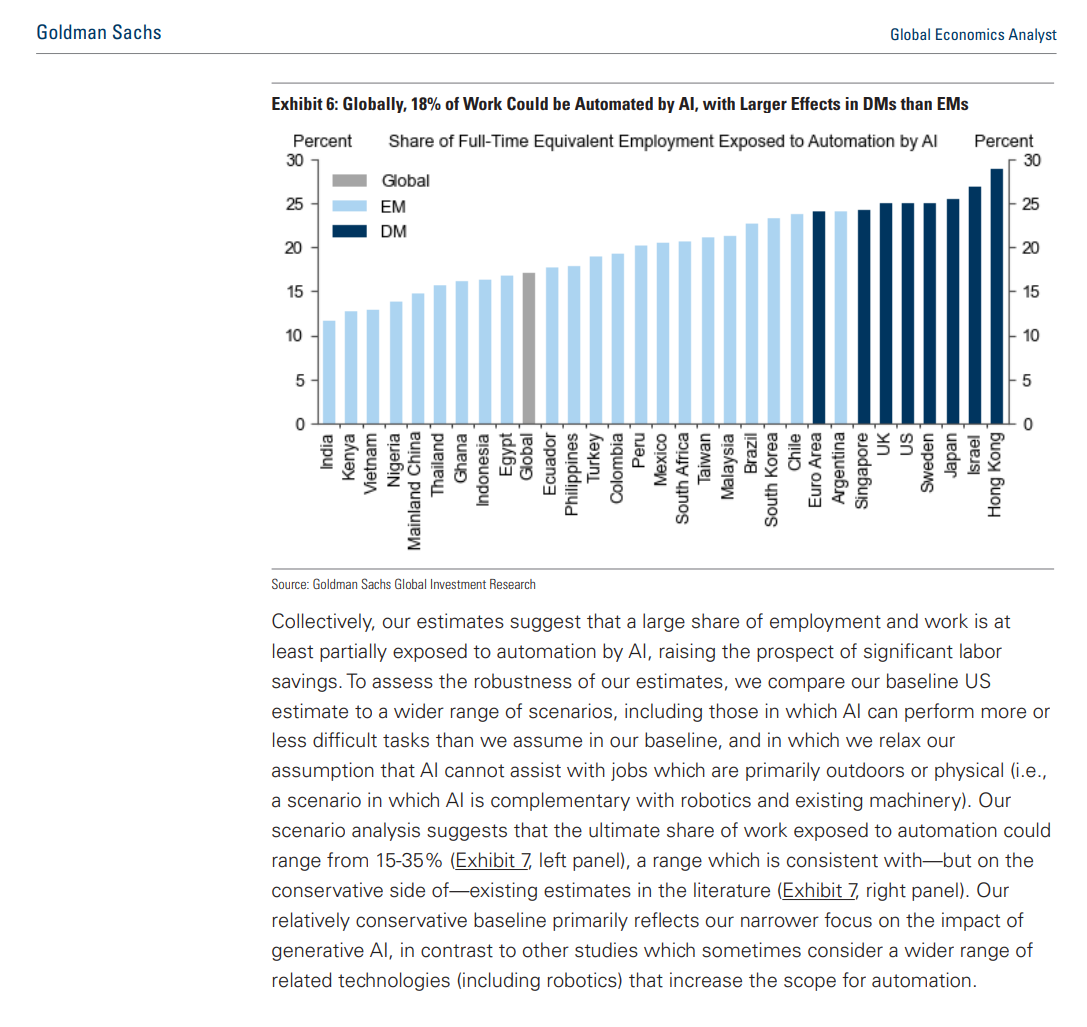 Goldman Sachs
Global Economics Analyst
Exhibit 6: Globally, 18% of Work Could be Automated by AI, with Larger Effects in DMs than EMs
Percent
Share of Full-Time Equivalent Employment Exposed to Automation by AI
Percent
30
25
20
15
10
5
0
Global
EM
DM
30
25
20
15
10
5
0
India
Kenya
Vietnam
Nigeria
Mainland China
Thailand
Ghana
Indonesia
Egypt
Global
Ecuador
Philippines
Turkey
Colombia
Peru
Mexico
South Africa
Taiwan
Malaysia
Brazil
South Korea
Chile
Euro Area
Argentina
Singapore
UK
US
Sweden
Japan
Israel
Hong Kong
Source: Goldman Sachs Global Investment Research
Collectively, our estimates suggest that a large share of employment and work is at
least partially exposed to automation by AI, raising the prospect of significant labor
savings. To assess the robustness of our estimates, we compare our baseline US
estimate to a wider range of scenarios, including those in which AI can perform more or
less difficult tasks than we assume in our baseline, and in which we relax our
assumption that AI cannot assist with jobs which are primarily outdoors or physical (i.e.,
a scenario in which AI is complementary with robotics and existing machinery). Our
scenario analysis suggests that the ultimate share of work exposed to automation could
range from 15-35% (Exhibit 7, left panel), a range which is consistent with—but on the
conservative side of—existing estimates in the literature (Exhibit 7, right panel). Our
relatively conservative baseline primarily reflects our narrower focus on the impact of
generative AI, in contrast to other studies which sometimes consider a wider range of
related technologies (including robotics) that increase the scope for automation.